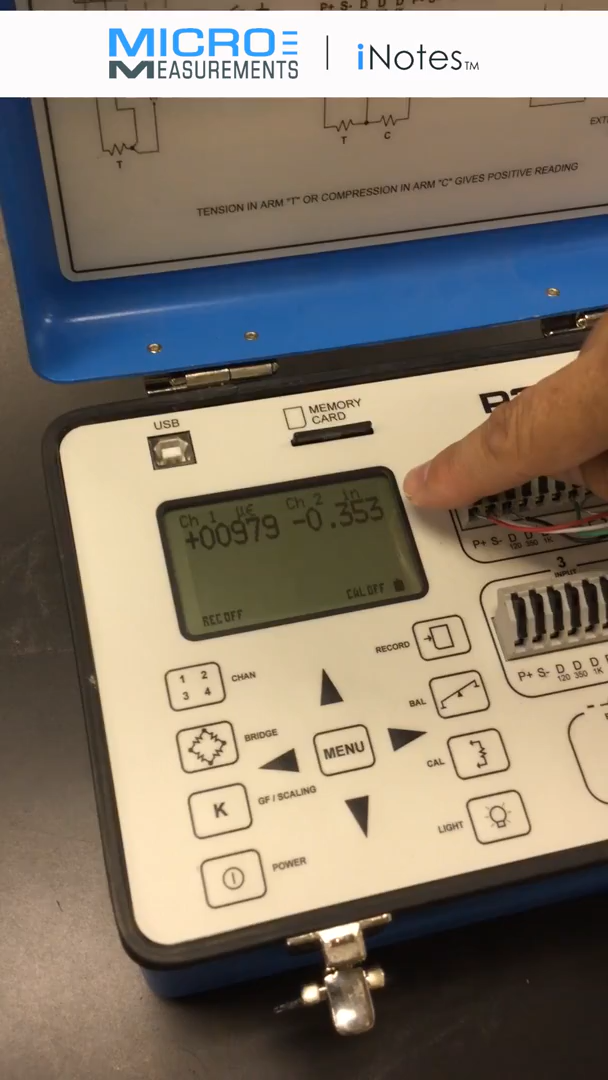 P+ S- D D D
MICRO
MEASUREMENTS
iNotes™
T
T C
TENSION IN ARM "T" OR COMPRESSION IN ARM "C" GIVES POSITIVE READING
USB
MEMORY
CARD
Ch 1 µε Ch 2 in
+00979 -0.353
CAL OFF
REC OFF
P+ S- D D
120 350
3
INPUT
P+ S- D D D
120 350 1K
RECORD
1 2
3 4
CHAN
BAL
BRIDGE
MENU
CAL
K
GF / SCALING
LIGHT
POWER